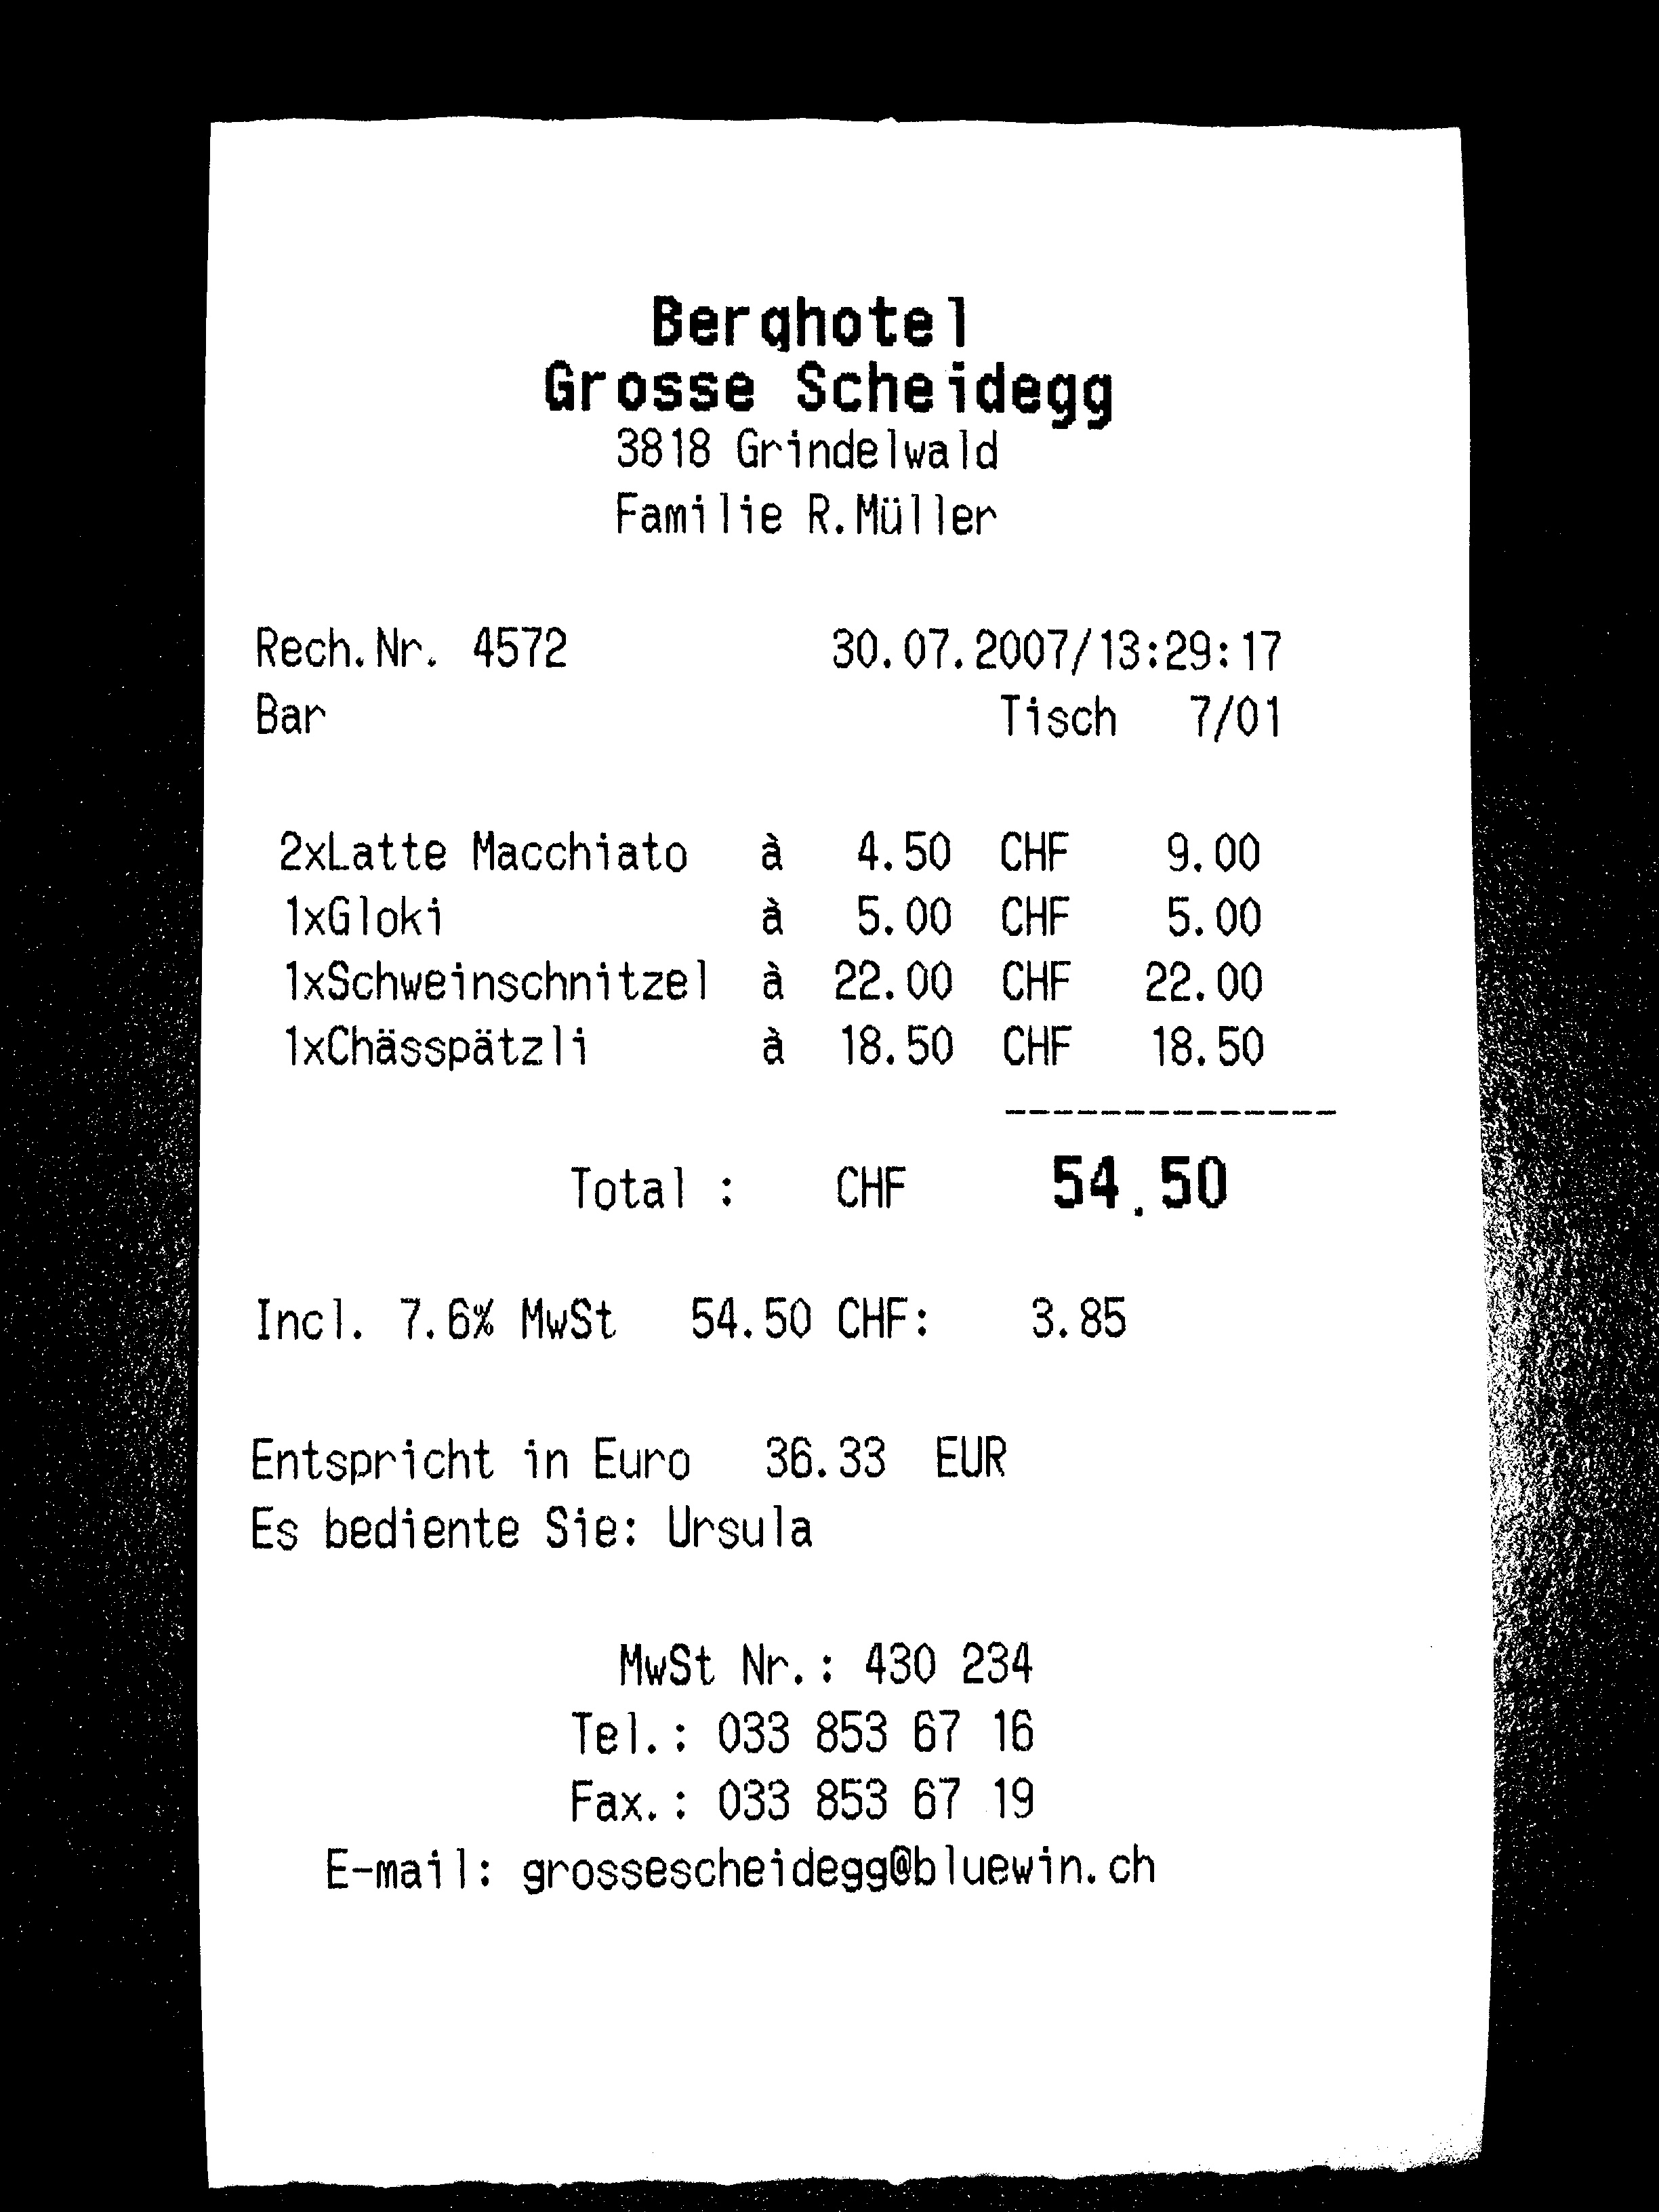 Berghotel
Grosse Scheidegg
3818 Grindelwald
Familie R.Müller
Rech.Nr. 4572 30.07.2007/13:29:17
Bar Tisch 7/01
2xLatte Macchiato à 4.50 CHF 9.00
1xGloki à 5.00 CHF 5.00
1xSchweinschnitzel à 22.00 CHF 22.00
1xChässpätzli à 18.50 CHF 18.50
--------------
Total : CHF 54.50
Incl. 7.6% MwSt 54.50 CHF: 3.85
Entspricht in Euro 36.33 EUR
Es bediente Sie: Ursula
MwSt Nr.: 430 234
Tel.: 033 853 67 16
Fax.: 033 853 67 19
E-mail: grossescheidegg@bluewin.ch